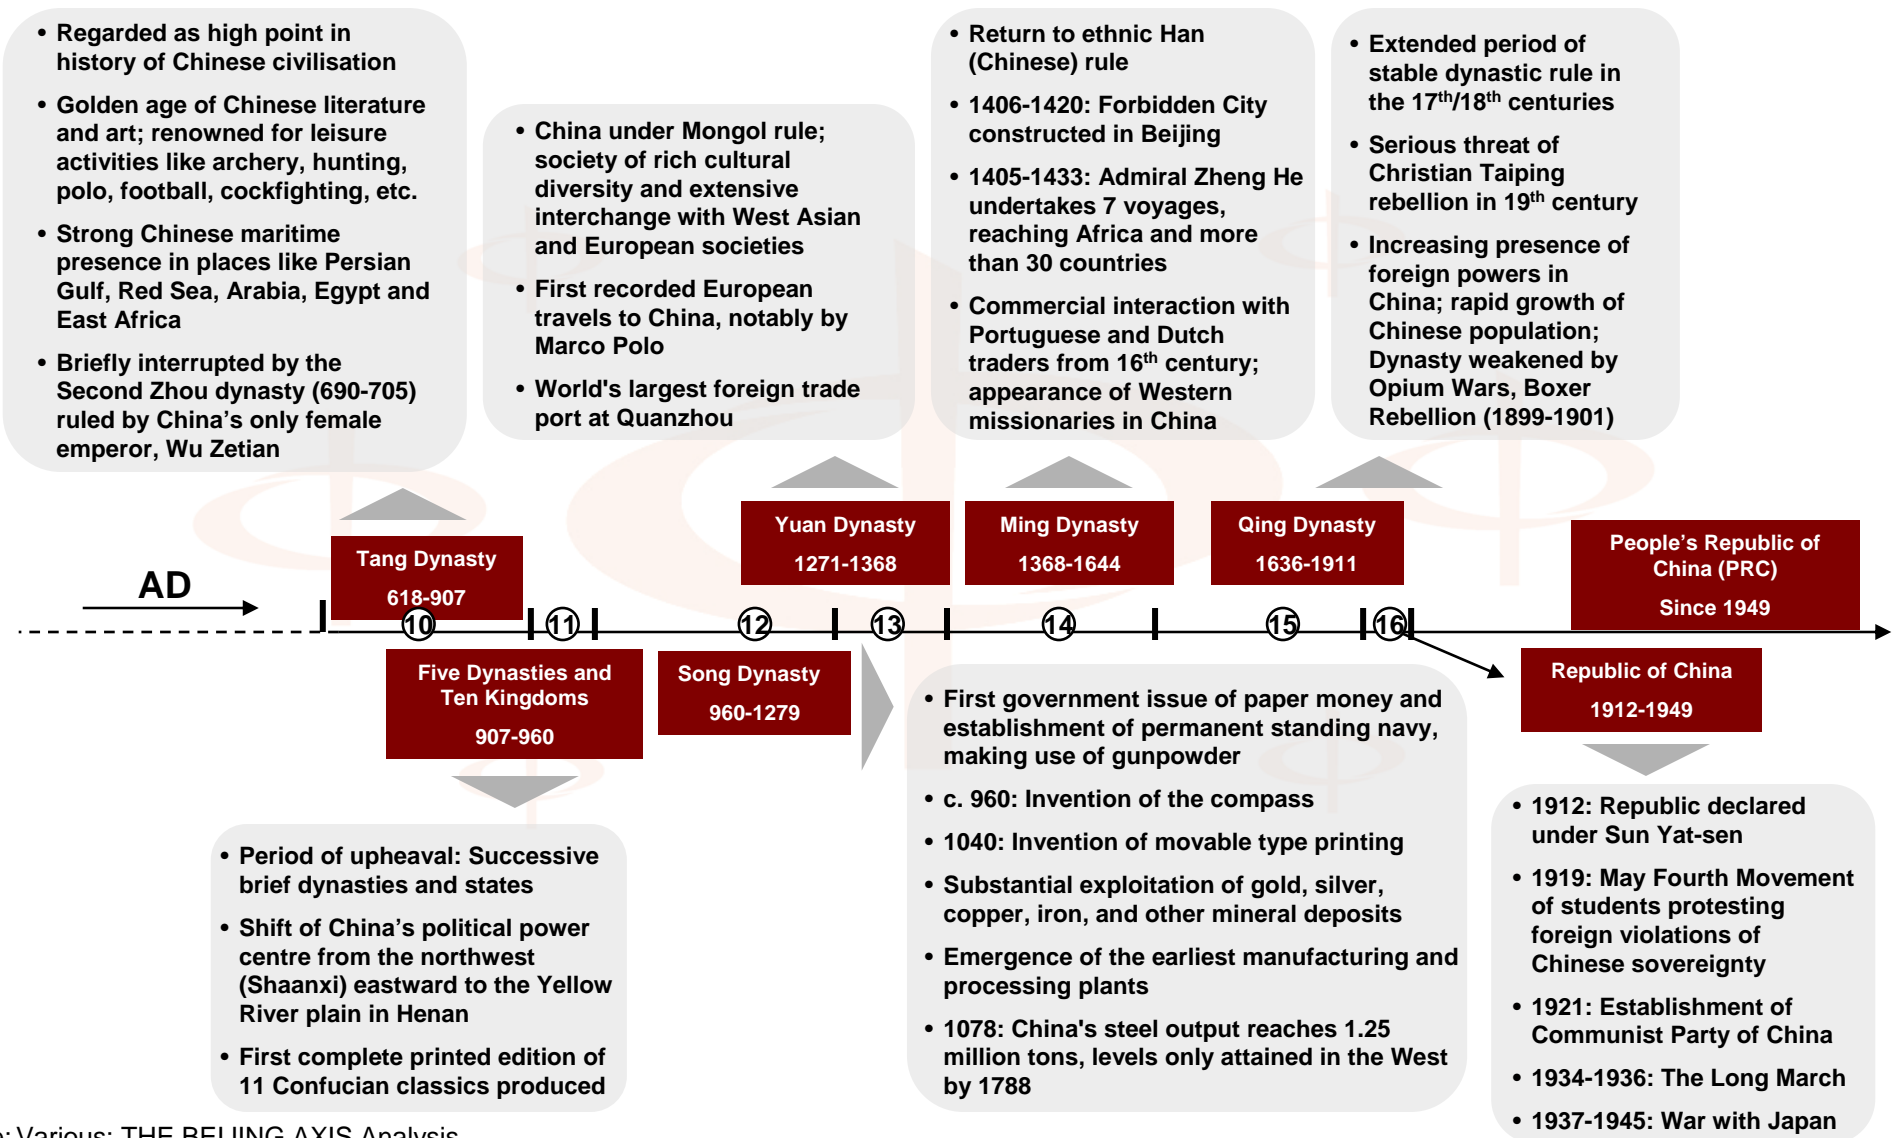 • Regarded as high point in
history of Chinese civilisation
• Golden age of Chinese literature
and art; renowned for leisure
activities like archery, hunting,
polo, football, cockfighting, etc.
• Strong Chinese maritime
presence in places like Persian
Gulf, Red Sea, Arabia, Egypt and
East Africa
• Briefly interrupted by the
Second Zhou dynasty (690-705)
ruled by China’s only female
emperor, Wu Zetian
• China under Mongol rule;
society of rich cultural
diversity and extensive
interchange with West Asian
and European societies
• First recorded European
travels to China, notably by
Marco Polo
• World's largest foreign trade
port at Quanzhou
• Return to ethnic Han
(Chinese) rule
• 1406-1420: Forbidden City
constructed in Beijing
• 1405-1433: Admiral Zheng He
undertakes 7 voyages,
reaching Africa and more
than 30 countries
• Commercial interaction with
Portuguese and Dutch
traders from 16th century;
appearance of Western
missionaries in China
• Extended period of
stable dynastic rule in
the 17th/18th centuries
• Serious threat of
Christian Taiping
rebellion in 19th century
• Increasing presence of
foreign powers in
China; rapid growth of
Chinese population;
Dynasty weakened by
Opium Wars, Boxer
Rebellion (1899-1901)
AD
Tang Dynasty
618-907
Yuan Dynasty
1271-1368
Ming Dynasty
1368-1644
Qing Dynasty
1636-1911
People’s Republic of
China (PRC)
Since 1949
10 11 12 13 14 15 16
Five Dynasties and
Ten Kingdoms
907-960
Song Dynasty
960-1279
Republic of China
1912-1949
• Period of upheaval: Successive
brief dynasties and states
• Shift of China’s political power
centre from the northwest
(Shaanxi) eastward to the Yellow
River plain in Henan
• First complete printed edition of
11 Confucian classics produced
• First government issue of paper money and
establishment of permanent standing navy,
making use of gunpowder
• c. 960: Invention of the compass
• 1040: Invention of movable type printing
• Substantial exploitation of gold, silver,
copper, iron, and other mineral deposits
• Emergence of the earliest manufacturing and
processing plants
• 1078: China's steel output reaches 1.25
million tons, levels only attained in the West
by 1788
• 1912: Republic declared
under Sun Yat-sen
• 1919: May Fourth Movement
of students protesting
foreign violations of
Chinese sovereignty
• 1921: Establishment of
Communist Party of China
• 1934-1936: The Long March
• 1937-1945: War with Japan
Various; THE BEIJING AXIS Analysis